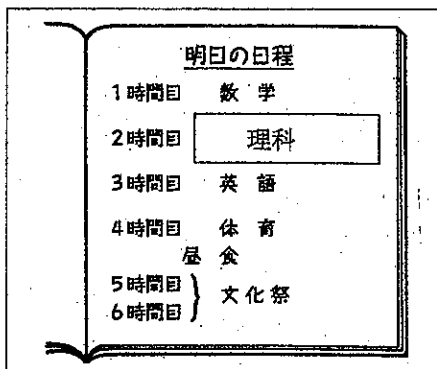 明日の日程
1時間目 数学
2時間目 理科
3時間目 英語
4時間目 体育
昼食
5時間目
6時間目 } 文化祭